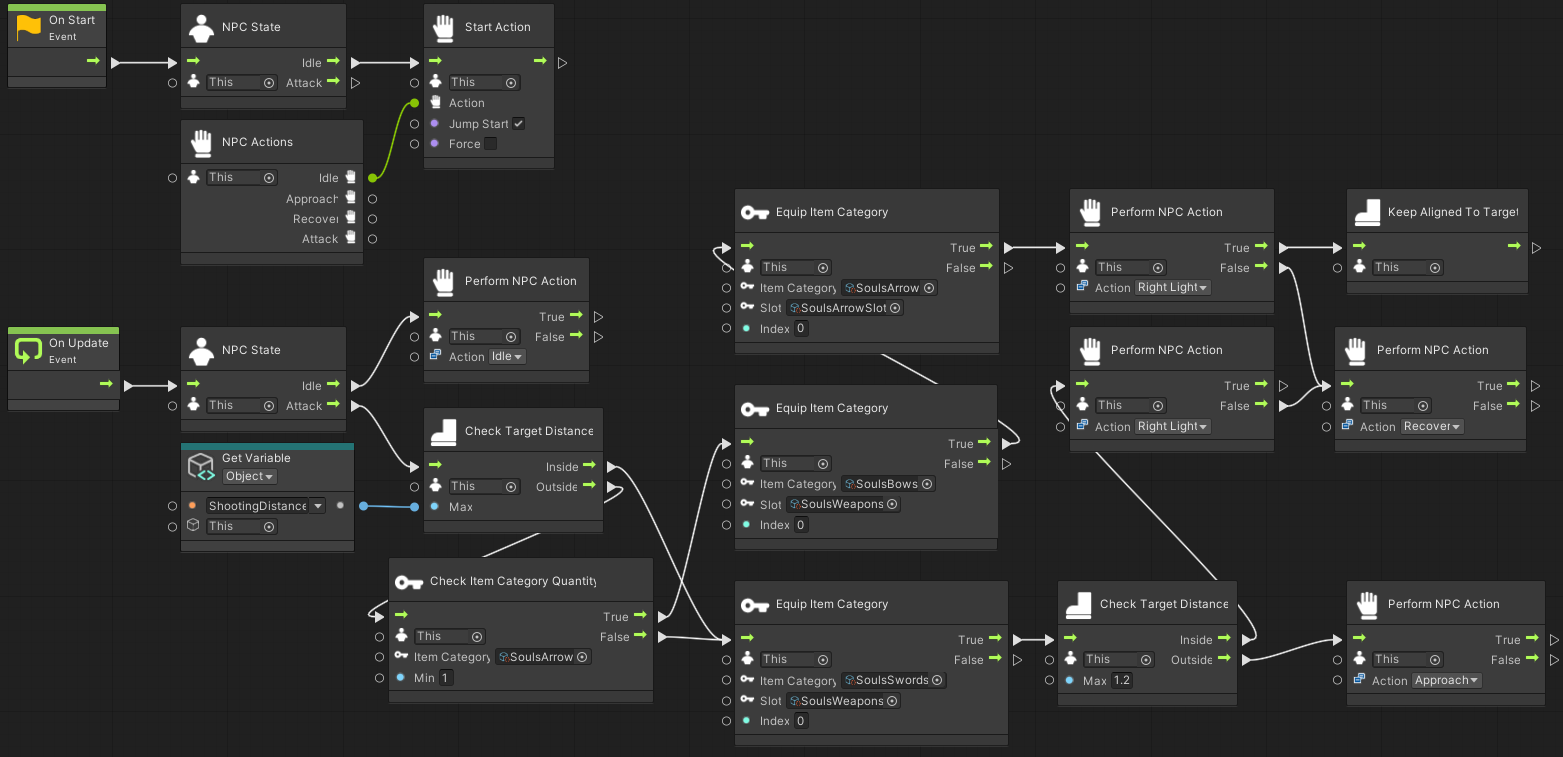 On Start
Event
NPC State
Idle
This
Attack
Start Action
This
Action
Jump Start
Force
NPC Actions
This
Idle
Approach
Recover
Attack
Perform NPC Action
True
This
False
Action Idle
On Update
Event
NPC State
Idle
This
Attack
Check Target Distance
Inside
This
Outside
Max
Get Variable
Object
ShootingDistance
This
Check Item Category Quantity
True
This
False
Item Category SoulsArrow
Min 1
Equip Item Category
True
This
False
Item Category SoulsArrow
Slot SoulsArrowSlot
Index 0
Equip Item Category
True
This
False
Item Category SoulsBows
Slot SoulsWeapons
Index 0
Equip Item Category
True
This
False
Item Category SoulsSwords
Slot SoulsWeapons
Index 0
Perform NPC Action
True
This
False
Action Right Light
Keep Aligned To Target
This
Perform NPC Action
True
This
False
Action Right Light
Perform NPC Action
True
This
False
Action Recover
Check Target Distance
Inside
This
Outside
Max 1.2
Perform NPC Action
True
This
False
Action Approach